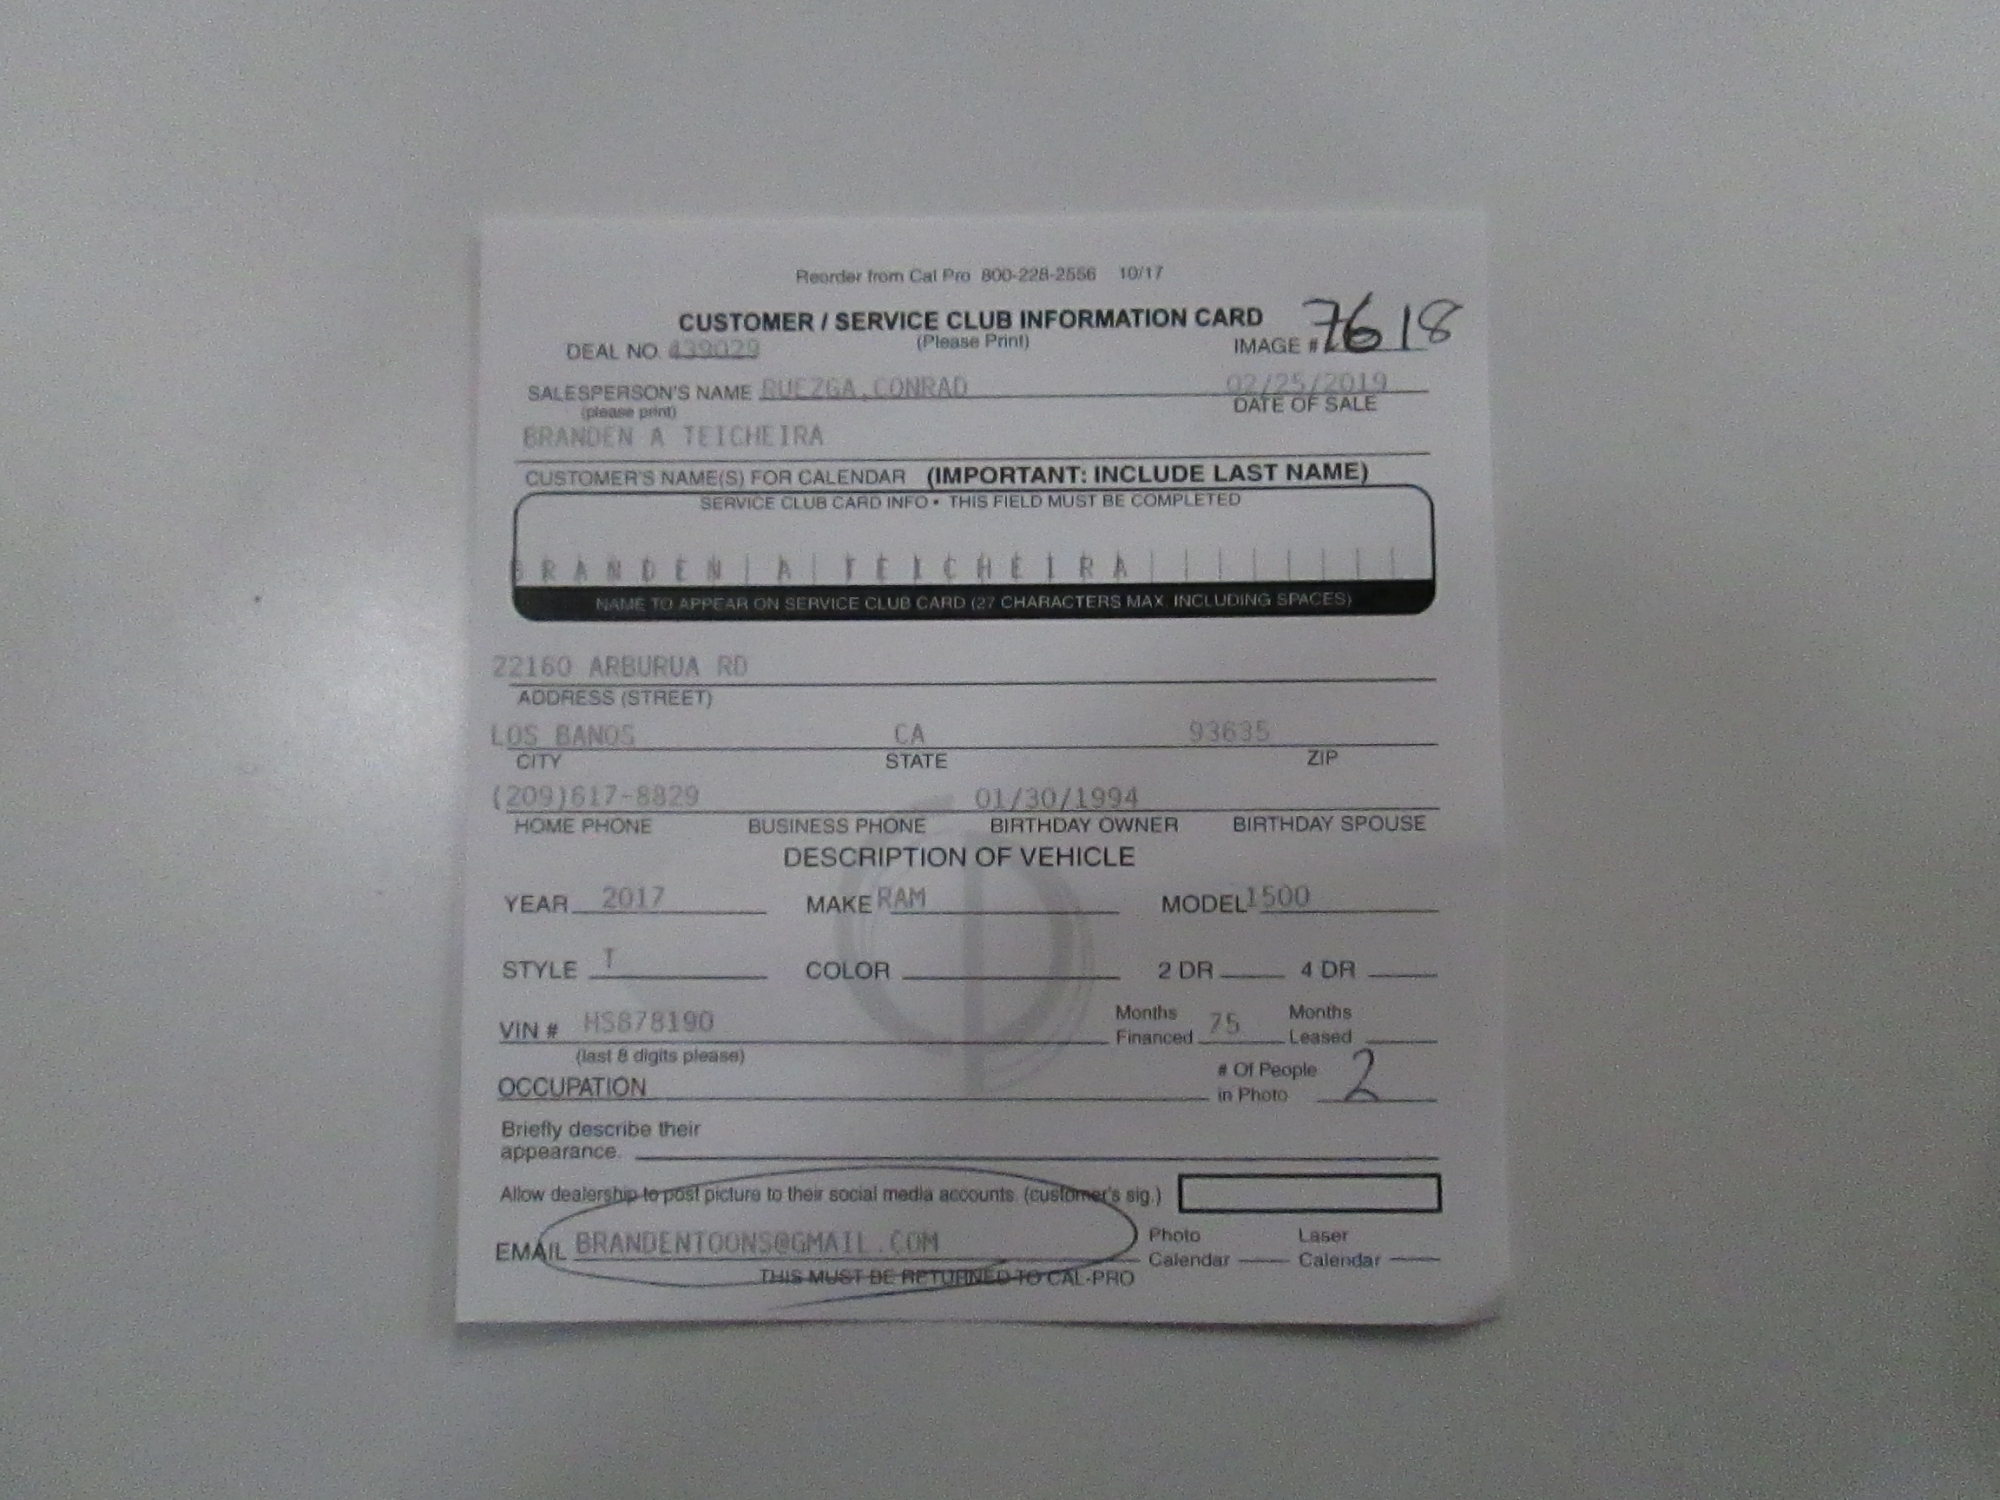 Reorder from Cal Pro 800-228-2556 10/17
CUSTOMER / SERVICE CLUB INFORMATION CARD 7618
DEAL NO. 439029 (Please Print) IMAGE #
SALESPERSON'S NAME RUEZGA,CONRAD 02/25/2019
(please print) DATE OF SALE
BRANDEN A TEICHEIRA
CUSTOMER'S NAME(S) FOR CALENDAR (IMPORTANT: INCLUDE LAST NAME)
SERVICE CLUB CARD INFO • THIS FIELD MUST BE COMPLETED
BRANDEN A TEICHEIRA
NAME TO APPEAR ON SERVICE CLUB CARD (27 CHARACTERS MAX. INCLUDING SPACES)
22160 ARBURUA RD
ADDRESS (STREET)
LOS BANOS CA 93635
CITY STATE ZIP
(209)617-8829 01/30/1994
HOME PHONE BUSINESS PHONE BIRTHDAY OWNER BIRTHDAY SPOUSE
DESCRIPTION OF VEHICLE
YEAR 2017 MAKE RAM MODEL 1500
STYLE T COLOR 2 DR 4 DR
VIN # HS878190 Months Financed 75 Months Leased
(last 8 digits please)
OCCUPATION # Of People in Photo 2
Briefly describe their
appearance.
Allow dealership to post picture to their social media accounts. (customer's sig.)
EMAIL BRANDENTOONS@GMAIL.COM Photo Calendar Laser Calendar
THIS MUST BE RETURNED TO CAL-PRO